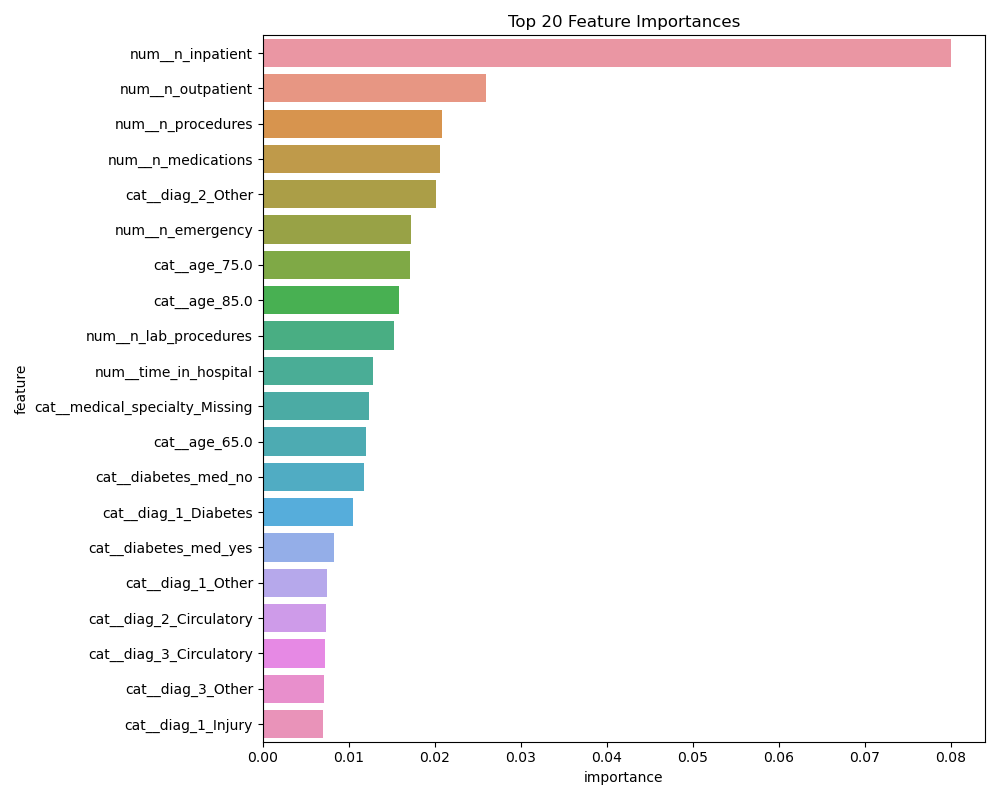 Top 20 Feature Importances
num__n_inpatient
num__n_outpatient
num__n_procedures
num__n_medications
cat__diag_2_Other
num__n_emergency
cat__age_75.0
cat__age_85.0
num__n_lab_procedures
num__time_in_hospital
cat__medical_specialty_Missing
cat__age_65.0
cat__diabetes_med_no
cat__diag_1_Diabetes
cat__diabetes_med_yes
cat__diag_1_Other
cat__diag_2_Circulatory
cat__diag_3_Circulatory
cat__diag_3_Other
cat__diag_1_Injury
feature
0.00 0.01 0.02 0.03 0.04 0.05 0.06 0.07 0.08
importance